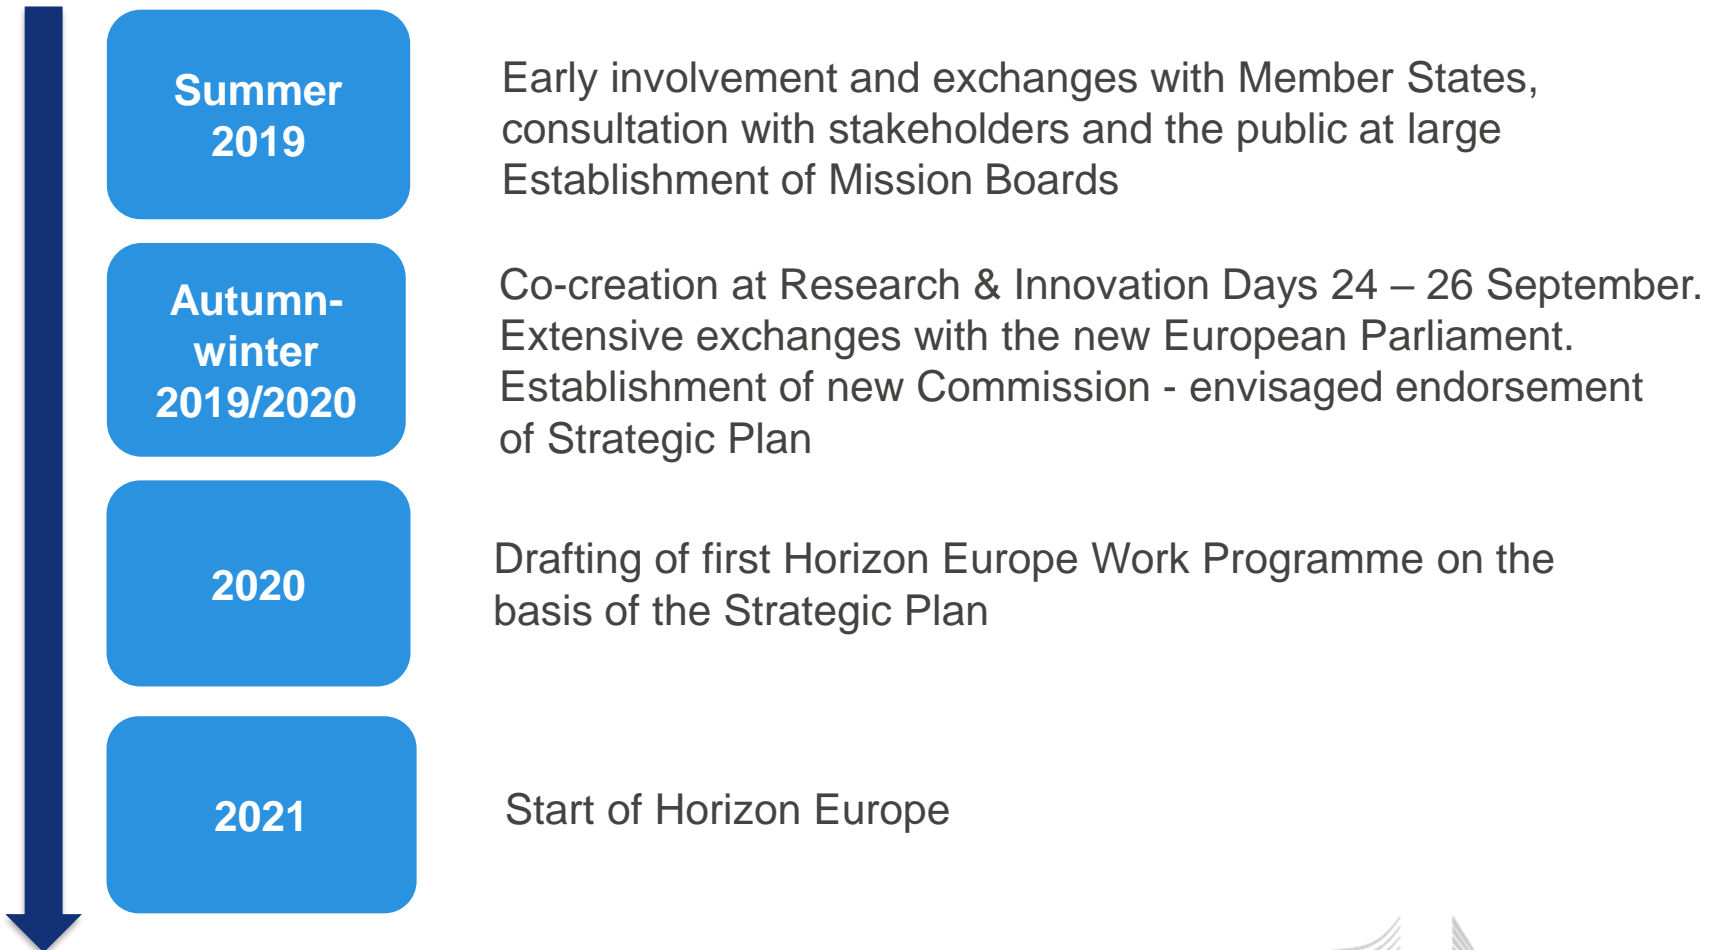 Summer
2019
Early involvement and exchanges with Member States,
consultation with stakeholders and the public at large
Establishment of Mission Boards
Autumn-
winter
2019/2020
Co-creation at Research & Innovation Days 24 – 26 September.
Extensive exchanges with the new European Parliament.
Establishment of new Commission - envisaged endorsement
of Strategic Plan
2020
Drafting of first Horizon Europe Work Programme on the
basis of the Strategic Plan
2021
Start of Horizon Europe